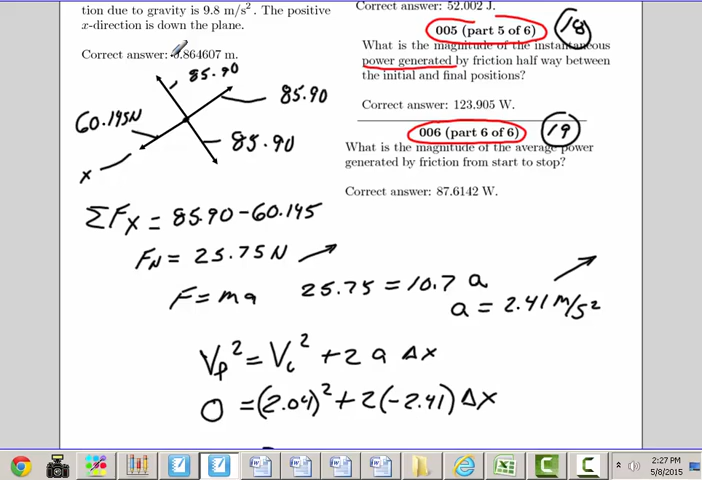 tion due to gravity is 9.8 m/s². The positive
x-direction is down the plane.
Correct answer: .864607 m.
85.90
85.90
60.195N
85.90
x
ΣFx = 85.90 - 60.145
FN = 25.75 N
F = ma
25.75 = 10.7 a
a = 2.41 m/s²
Vf² = Vi² + 2 a Δx
0 = (2.04)² + 2(-2.41) Δx
Correct answer: 52.002 J.
005 (part 5 of 6)
18
What is the magnitude of the instantaneous
power generated by friction half way between
the initial and final positions?
Correct answer: 123.905 W.
006 (part 6 of 6)
19
What is the magnitude of the average power
generated by friction from start to stop?
Correct answer: 87.6142 W.
2:27 PM
5/8/2015